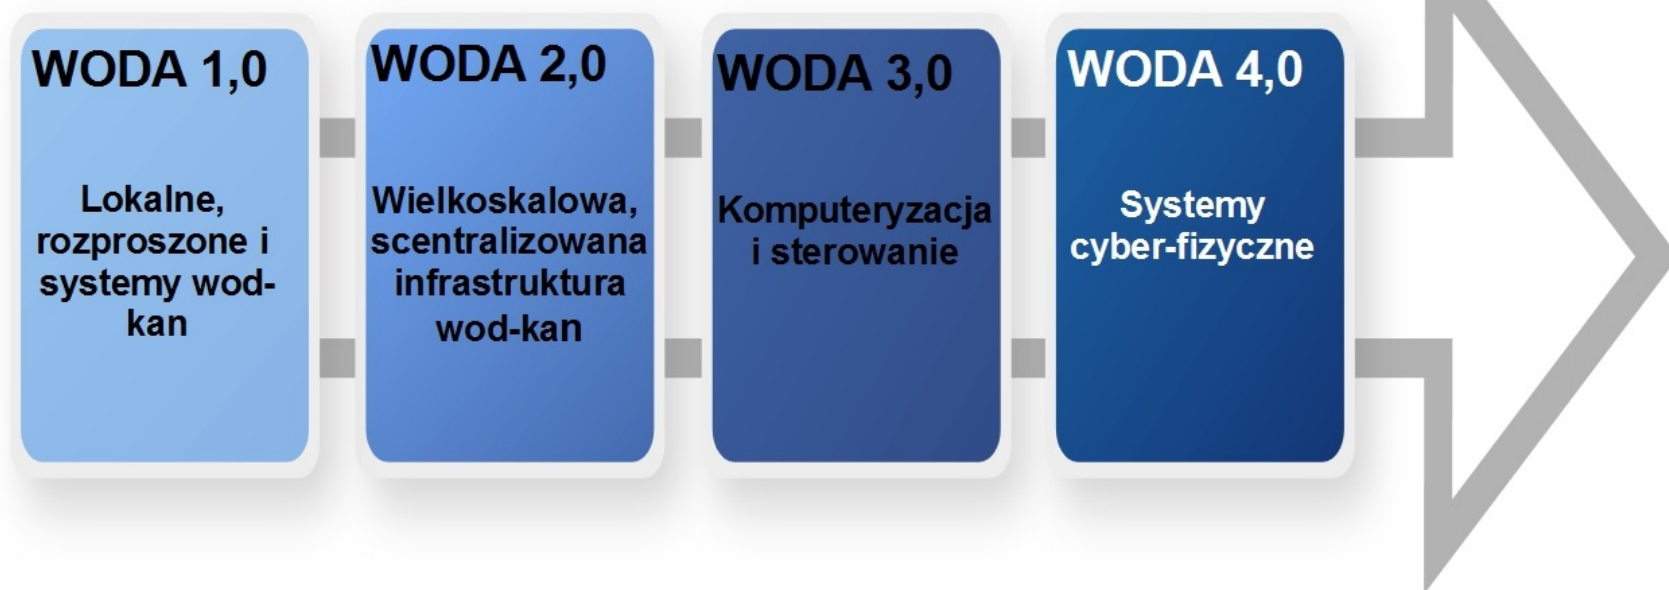 WODA 1,0
Lokalne,
rozproszone i
systemy wod-
kan
WODA 2,0
Wielkoskalowa,
scentralizowana
infrastruktura
wod-kan
WODA 3,0
Komputeryzacja
i sterowanie
WODA 4,0
Systemy
cyber-fizyczne